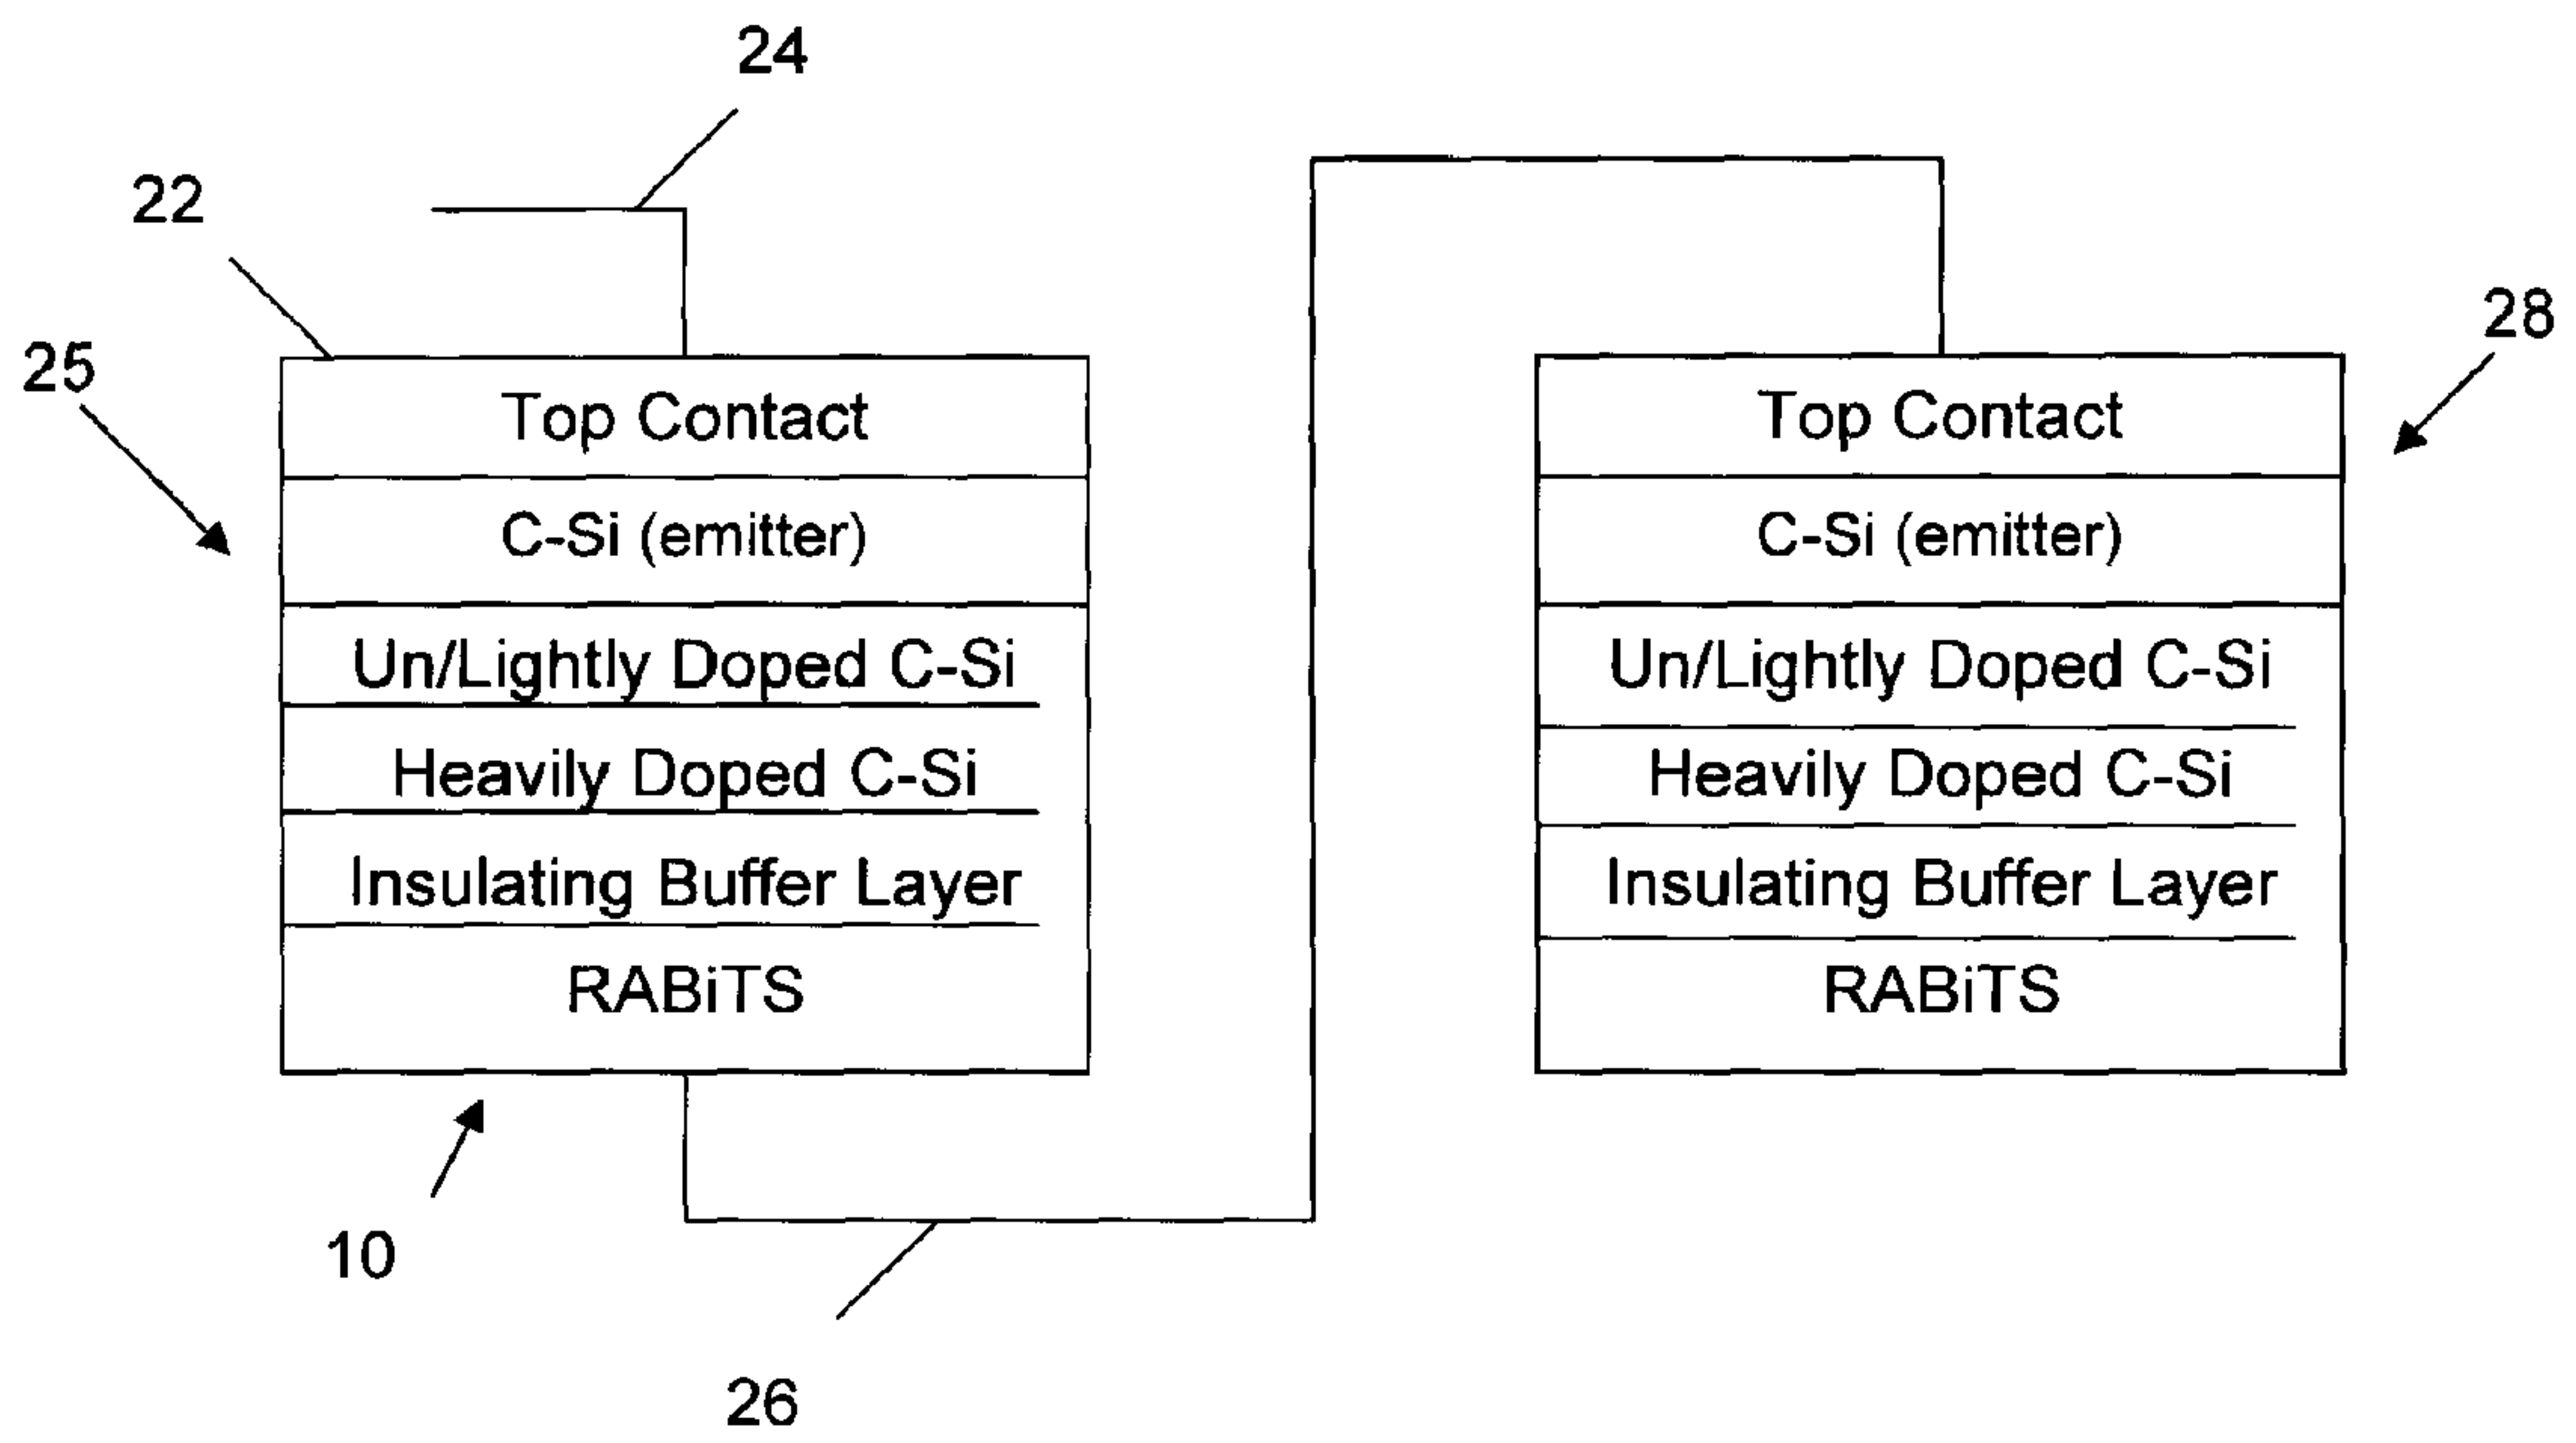 24
22
25
28
Top Contact
C-Si (emitter)
Un/Lightly Doped C-Si
Heavily Doped C-Si
Insulating Buffer Layer
RABiTS
Top Contact
C-Si (emitter)
Un/Lightly Doped C-Si
Heavily Doped C-Si
Insulating Buffer Layer
RABiTS
10
26